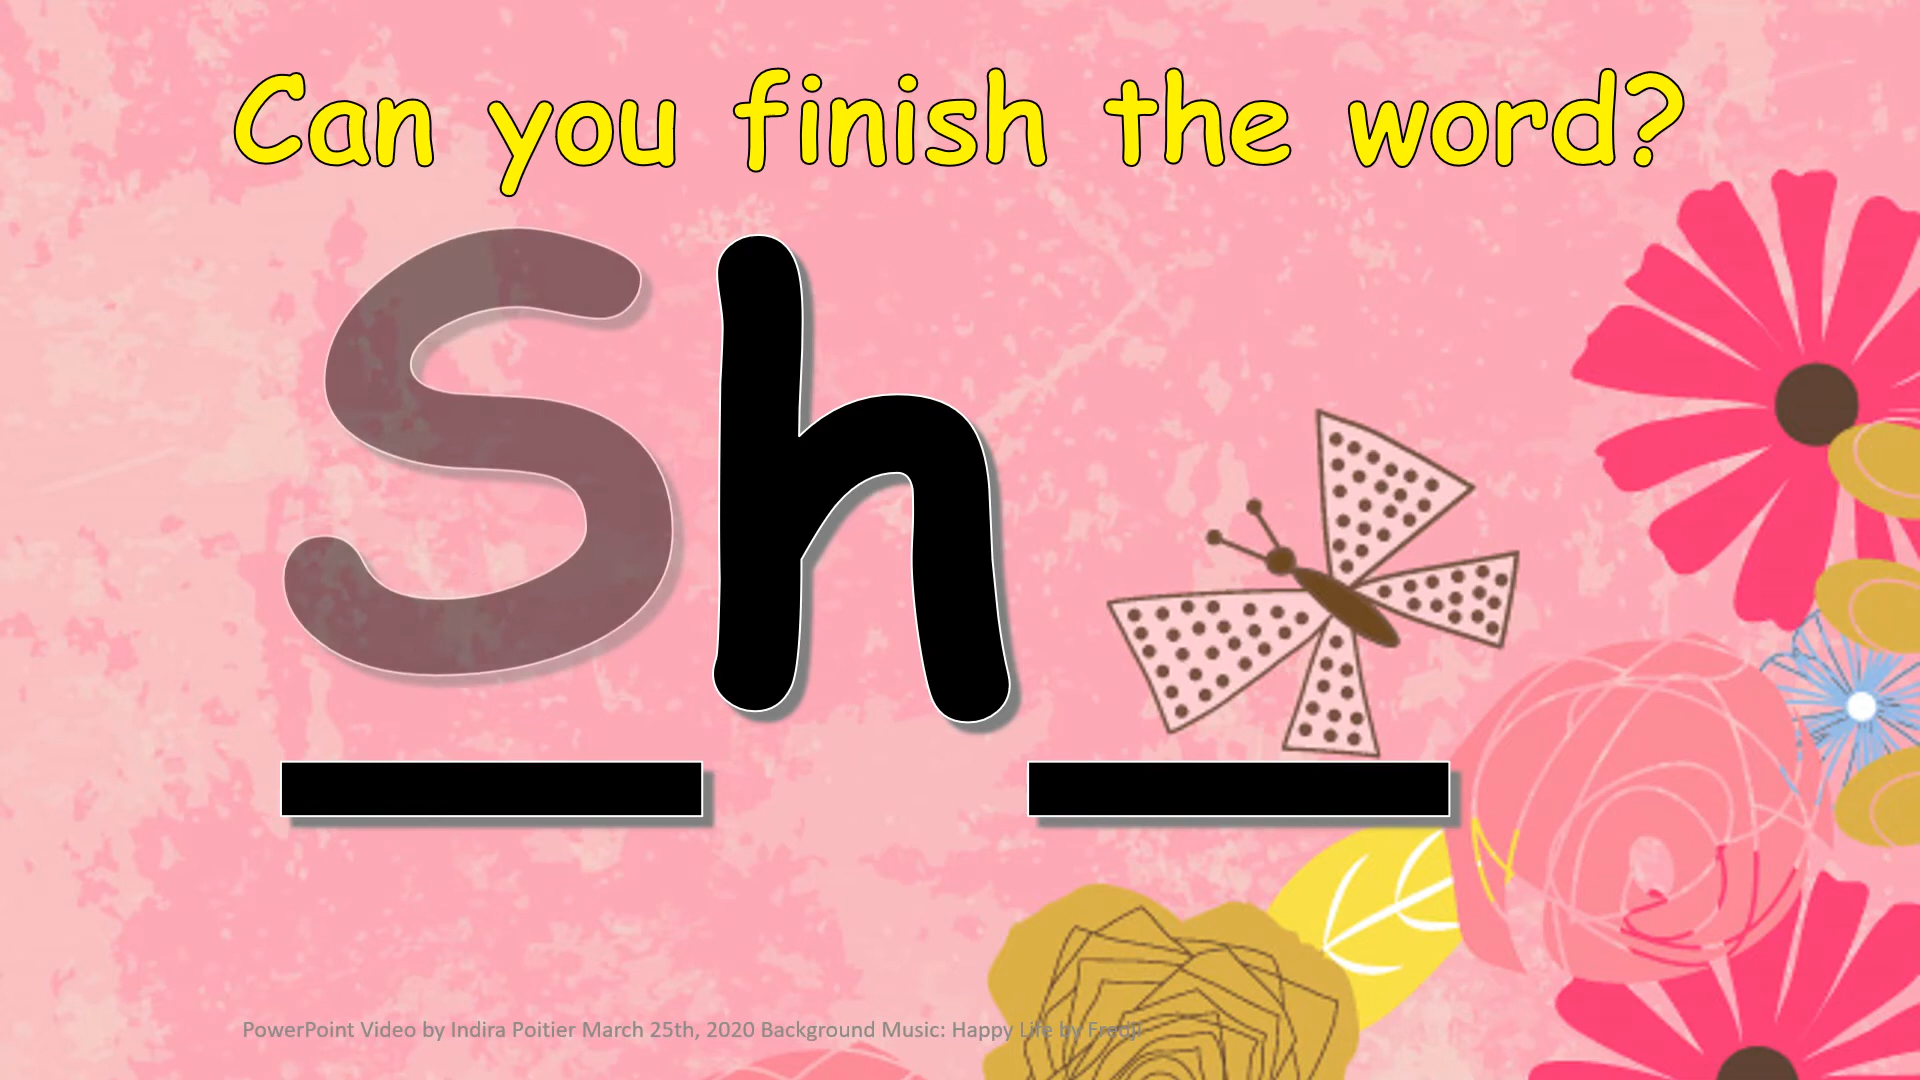 Can you finish the word?
Sh
PowerPoint Video by Indira Poitier March 25th, 2020 Background Music: Happy Life by Fredji